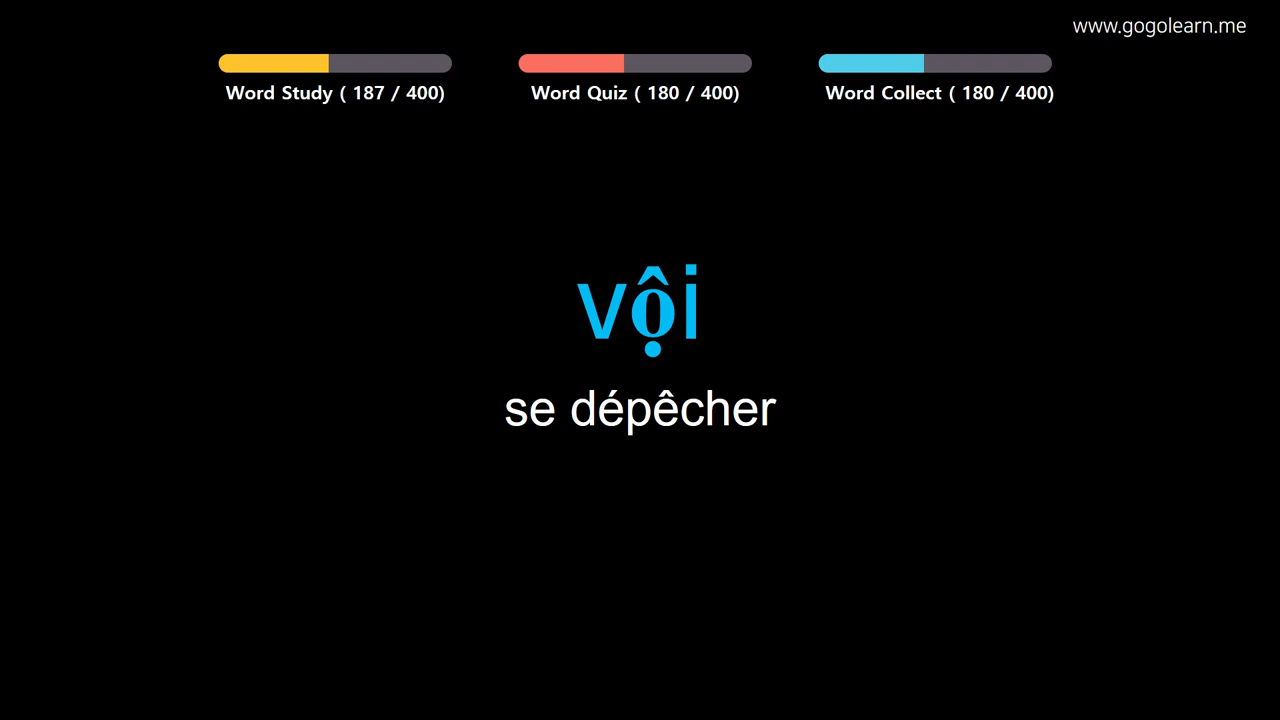 www.gogolearn.me
Word Study ( 187 / 400)
Word Quiz ( 180 / 400)
Word Collect ( 180 / 400)
vội
se dépêcher